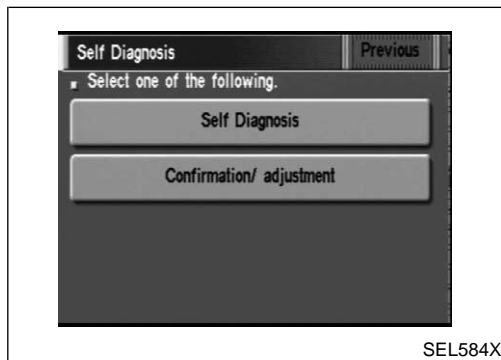 Self Diagnosis Previous
Select one of the following.
Self Diagnosis
Confirmation/ adjustment
SEL584X